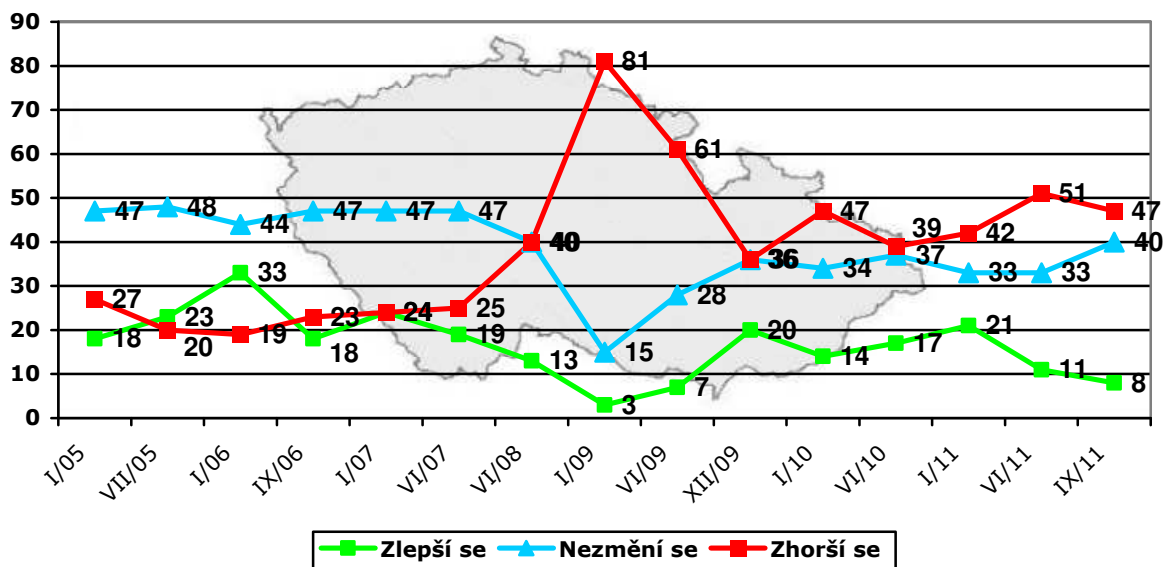 90
80
70
60
50
40
30
20
10
0
47 48 44 47 47 47 40 15 28 36 34 37 33 33 40
27 20 19 23 24 25 40 81 61 36 47 39 42 51 47
18 23 33 18 24 19 13 3 7 20 14 17 21 11 8
I/05 VII/05 I/06 IX/06 I/07 VI/07 VI/08 I/09 VI/09 XII/09 I/10 VI/10 I/11 VI/11 IX/11
Zlepší se Nezmění se Zhorší se